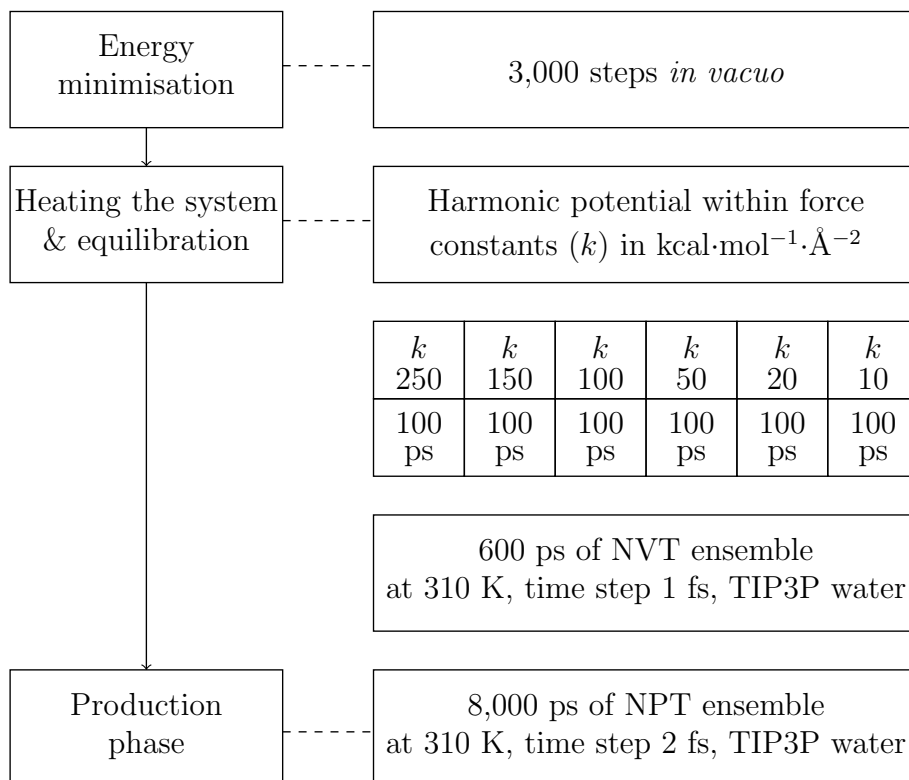 Energy
minimisation
3,000 steps in vacuo
Heating the system
& equilibration
Harmonic potential within force
constants (k) in kcal·mol⁻¹·Å⁻²
k k k k k k
250 150 100 50 20 10
100 100 100 100 100 100
ps ps ps ps ps ps
600 ps of NVT ensemble
at 310 K, time step 1 fs, TIP3P water
Production
phase
8,000 ps of NPT ensemble
at 310 K, time step 2 fs, TIP3P water